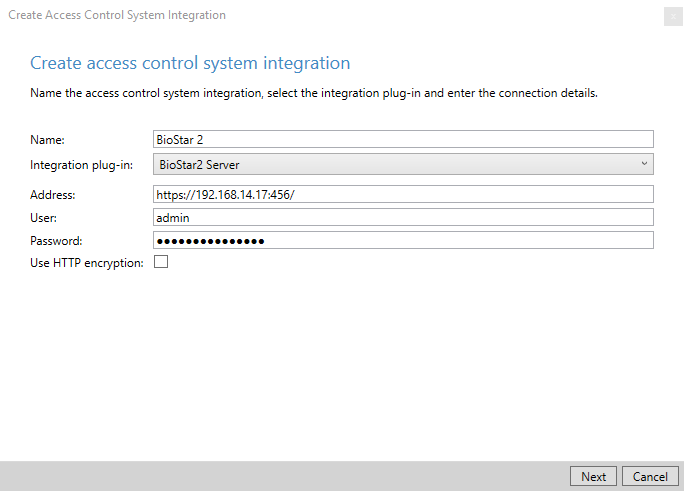 Create Access Control System Integration
Create access control system integration
Name the access control system integration, select the integration plug-in and enter the connection details.
Name: BioStar 2
Integration plug-in: BioStar2 Server
Address: https://192.168.14.17:456/
User: admin
Password: ●●●●●●●●●●●●●●●
Use HTTP encryption:
Next Cancel